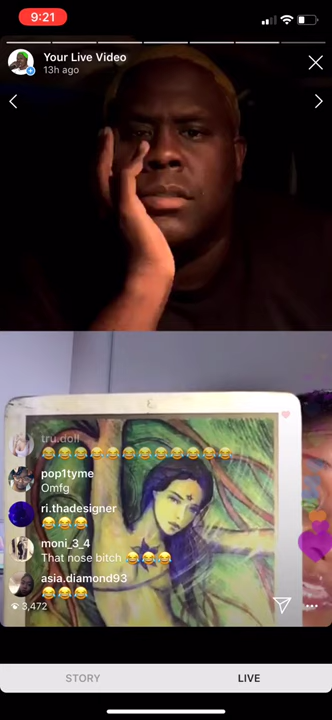 9:21
Your Live Video
13h ago
tru.doll
😂😂😂😂😂😂😂😂😂😂😂😂
pop1tyme
Omfg
ri.thadesigner
😂😂😂
moni_3_4
That nose bitch 😂😂😂
asia.diamond93
😂😂😂
3,472
STORY
LIVE